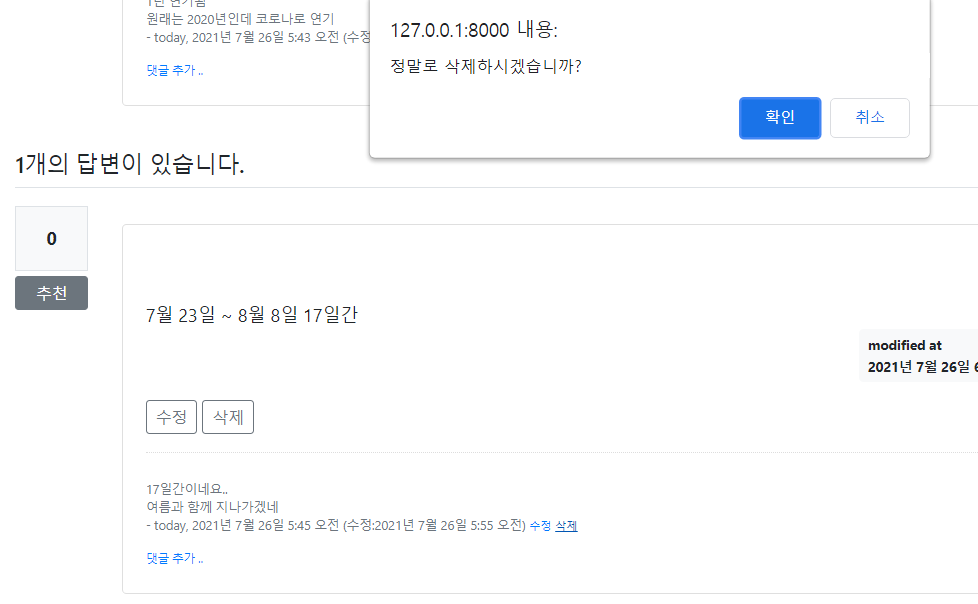 1년 연기됨
원래는 2020년인데 코로나로 연기
- today, 2021년 7월 26일 5:43 오전 (수정
댓글 추가 ..
127.0.0.1:8000 내용:
정말로 삭제하시겠습니까?
확인 취소
1개의 답변이 있습니다.
0
추천
7월 23일 ~ 8월 8일 17일간
modified at
2021년 7월 26일 6
수정 삭제
17일간이네요..
여름과 함께 지나가겠네
- today, 2021년 7월 26일 5:45 오전 (수정:2021년 7월 26일 5:55 오전) 수정 삭제
댓글 추가 ..